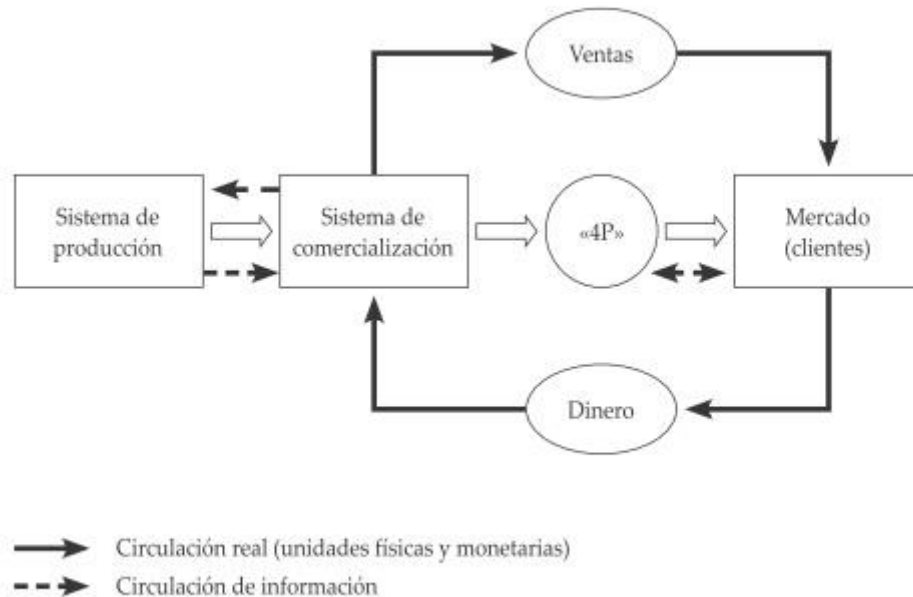 Ventas
Sistema de
producción
Sistema de
comercialización
«4P»
Mercado
(clientes)
Dinero
Circulación real (unidades físicas y monetarias)
Circulación de información